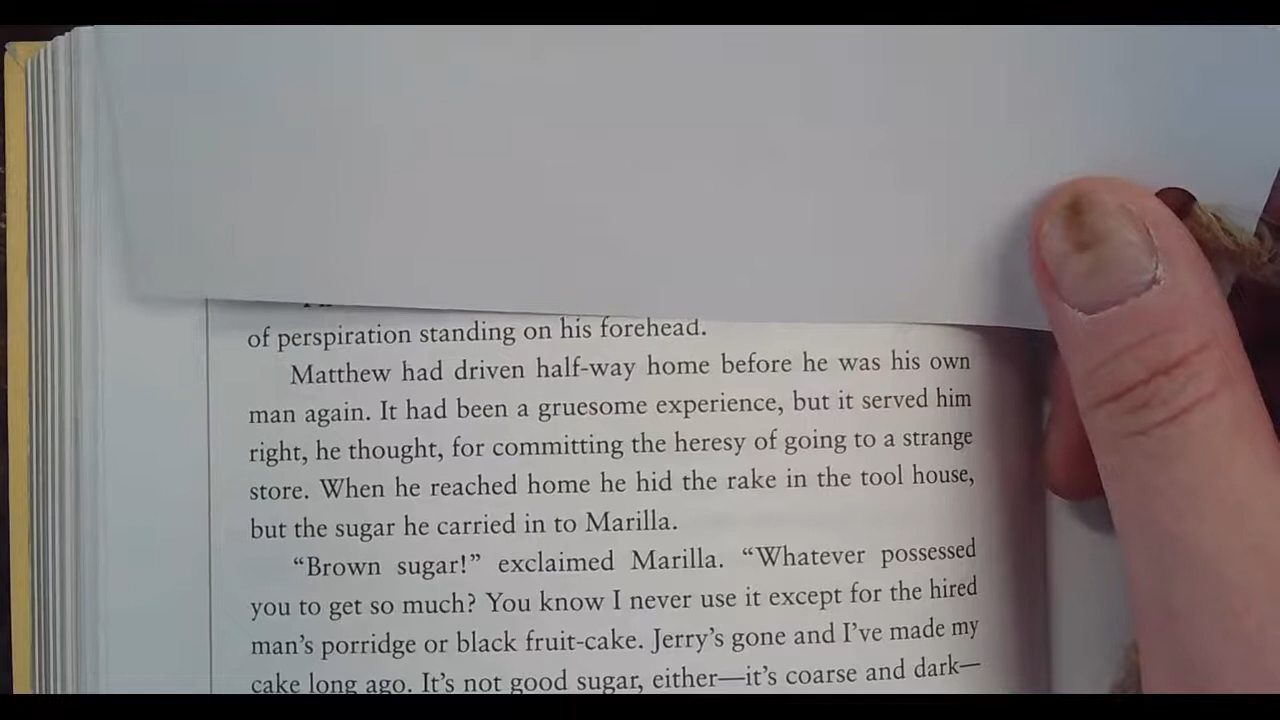 of perspiration standing on his forehead.
Matthew had driven half-way home before he was his own
man again. It had been a gruesome experience, but it served him
right, he thought, for committing the heresy of going to a strange
store. When he reached home he hid the rake in the tool house,
but the sugar he carried in to Marilla.
“Brown sugar!” exclaimed Marilla. “Whatever possessed
you to get so much? You know I never use it except for the hired
man’s porridge or black fruit-cake. Jerry’s gone and I’ve made my
cake long ago. It’s not good sugar, either—it’s coarse and dark—